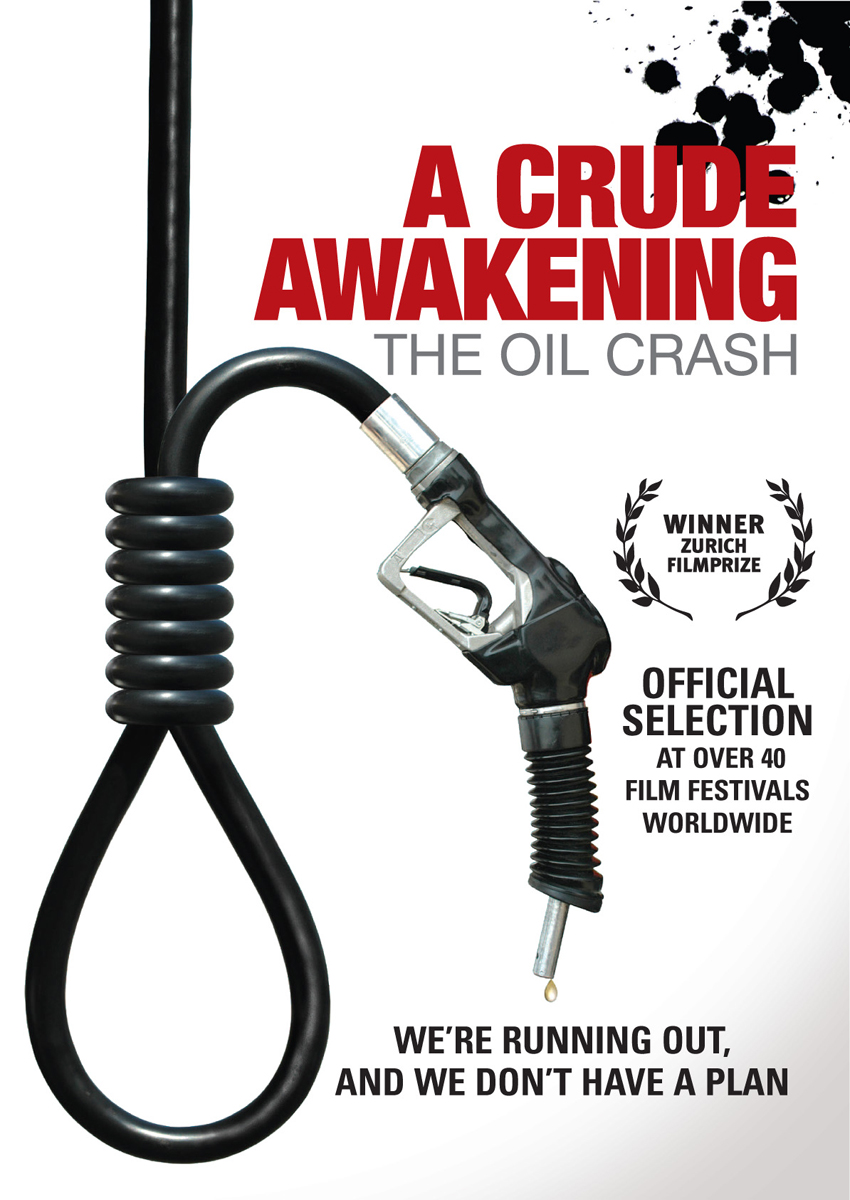 A CRUDE
AWAKENING
THE OIL CRASH
WINNER
ZURICH
FILMPRIZE
OFFICIAL
SELECTION
AT OVER 40
FILM FESTIVALS
WORLDWIDE
WE'RE RUNNING OUT,
AND WE DON'T HAVE A PLAN